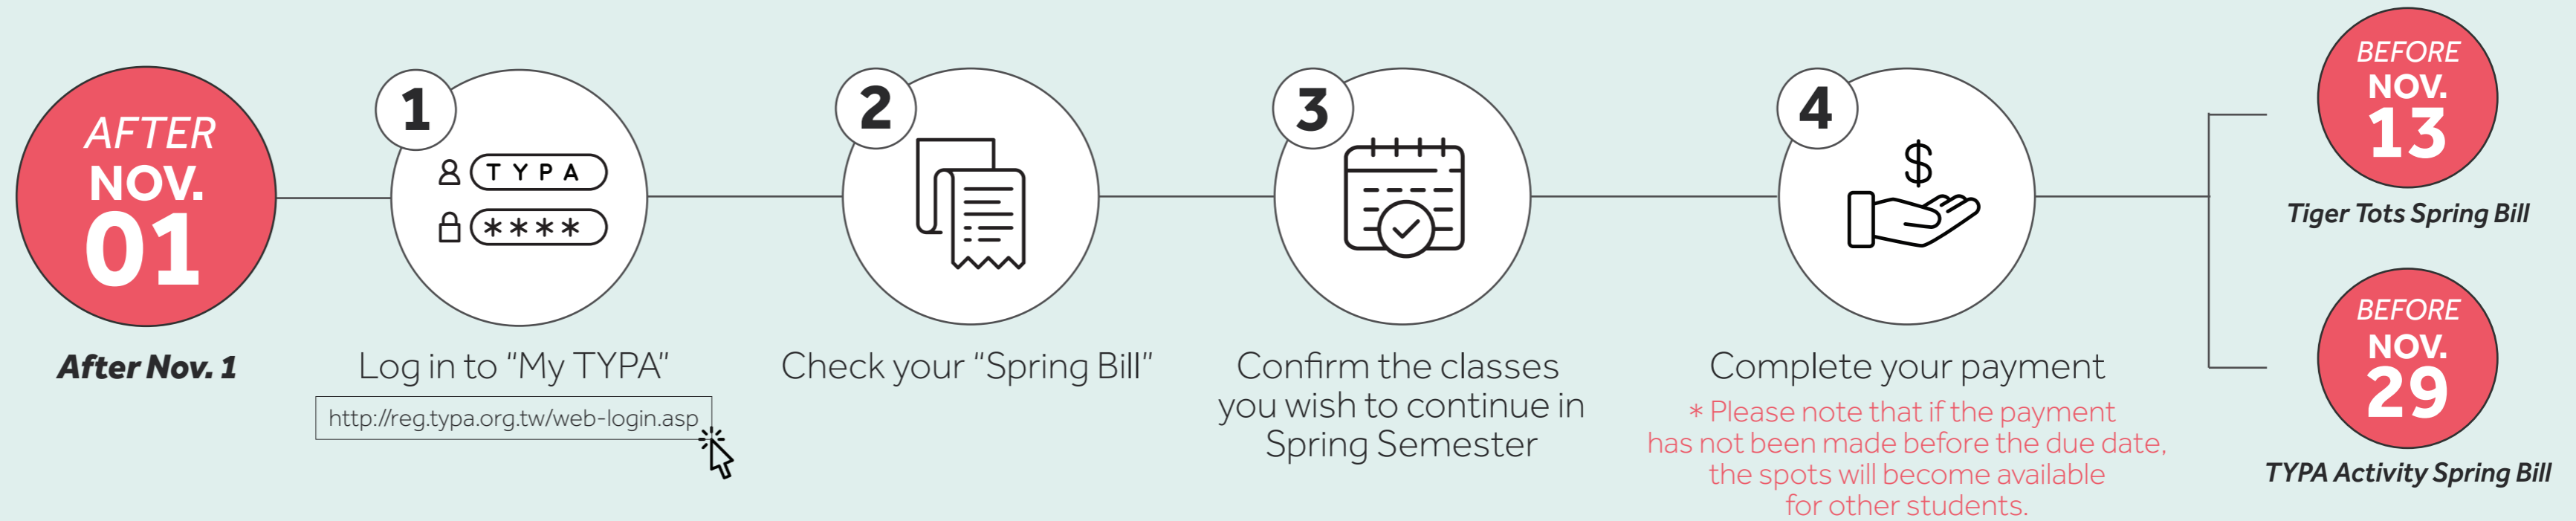 AFTER
NOV.
01
After Nov. 1
1
T Y P A
****
Log in to "My TYPA"
http://reg.typa.org.tw/web-login.asp
2
Check your "Spring Bill"
3
Confirm the classes
you wish to continue in
Spring Semester
4
$
Complete your payment
* Please note that if the payment
has not been made before the due date,
the spots will become available
for other students.
BEFORE
NOV.
13
Tiger Tots Spring Bill
BEFORE
NOV.
29
TYPA Activity Spring Bill